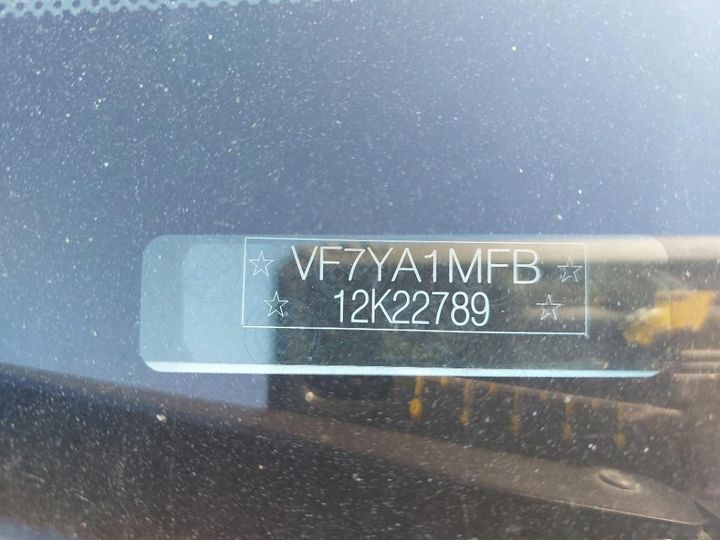 ☆ VF7YA1MFB ☆
☆ 12K22789 ☆